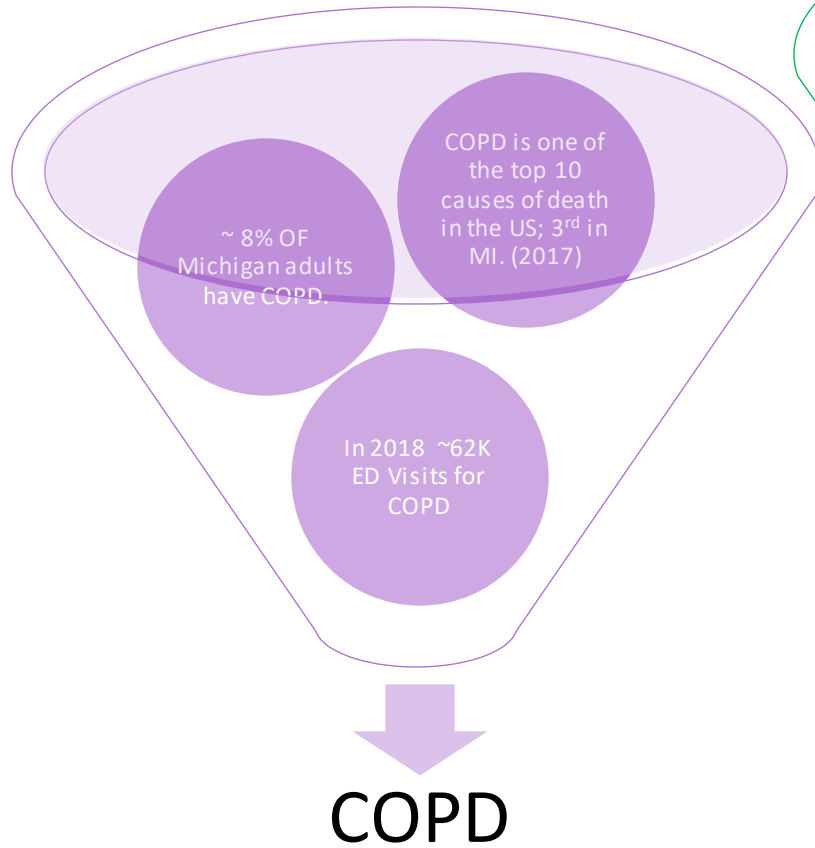 COPD is one of
the top 10
causes of death
in the US; 3rd in
MI. (2017)
~ 8% OF
Michigan adults
have COPD.
In 2018 ~62K
ED Visits for
COPD
COPD